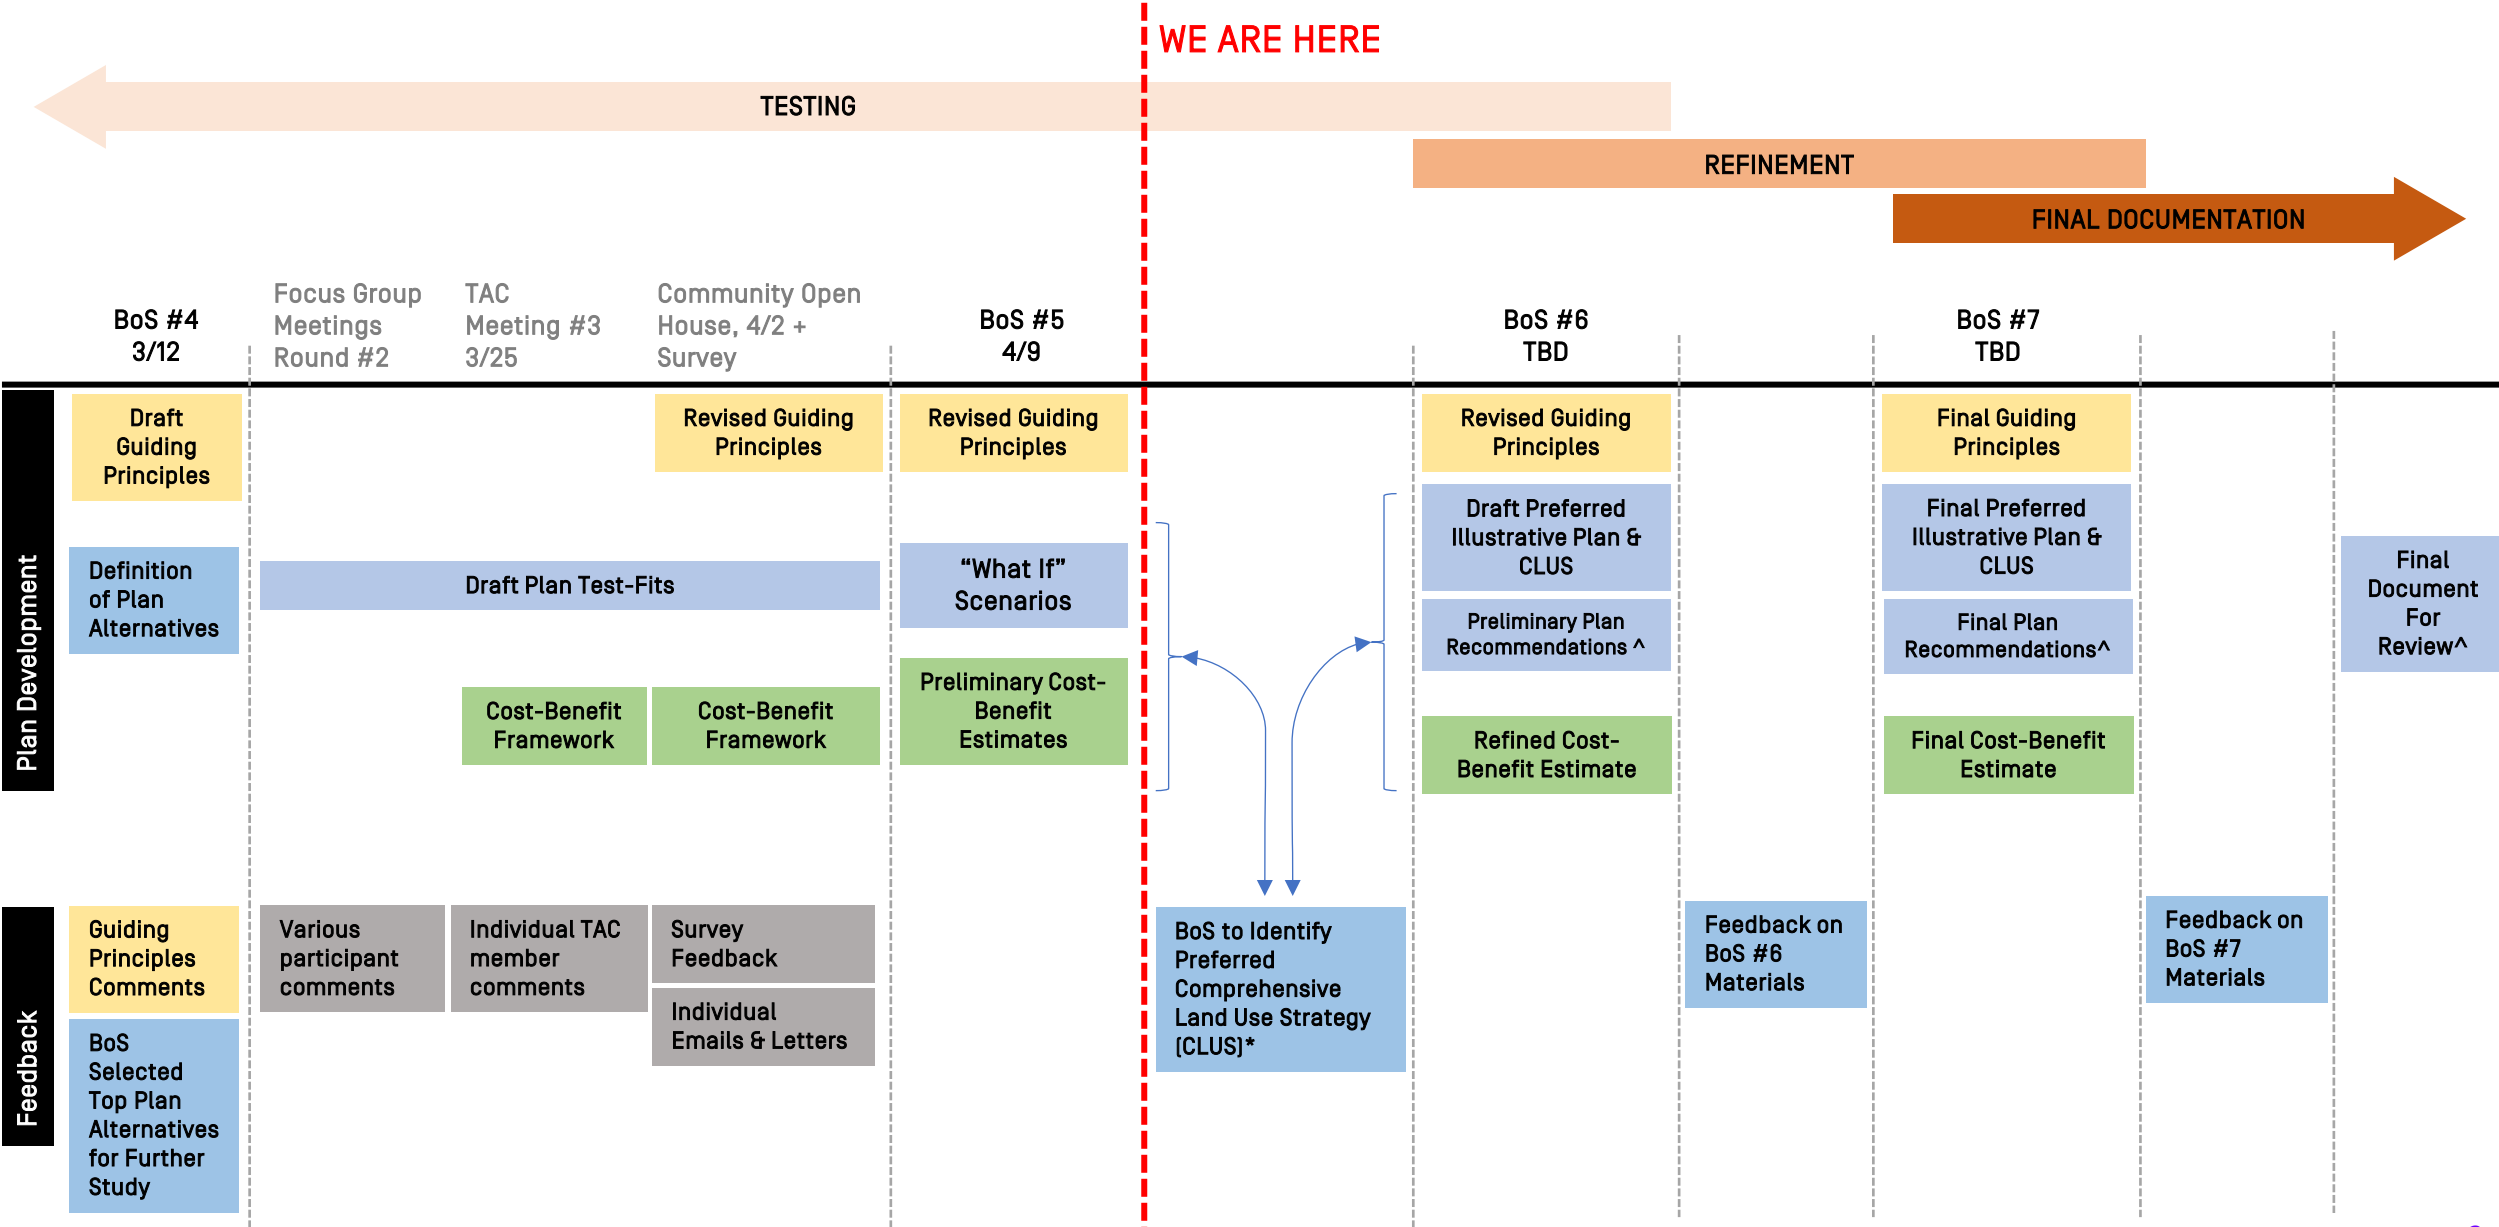 WE ARE HERE
TESTING
REFINEMENT
FINAL DOCUMENTATION
BoS #4
3/12
Focus Group
Meetings
Round #2
TAC
Meeting #3
3/25
Community Open
House, 4/2 +
Survey
BoS #5
4/9
BoS #6
TBD
BoS #7
TBD
Plan Development
Draft
Guiding
Principles
Revised Guiding
Principles
Revised Guiding
Principles
Revised Guiding
Principles
Final Guiding
Principles
Definition
of Plan
Alternatives
Draft Plan Test-Fits
“What If”
Scenarios
Draft Preferred
Illustrative Plan &
CLUS
Final Preferred
Illustrative Plan &
CLUS
Preliminary Plan
Recommendations ^
Final Plan
Recommendations^
Final
Document
For
Review^
Cost-Benefit
Framework
Cost-Benefit
Framework
Preliminary Cost-
Benefit
Estimates
Refined Cost-
Benefit Estimate
Final Cost-Benefit
Estimate
Feedback
Guiding
Principles
Comments
BoS
Selected
Top Plan
Alternatives
for Further
Study
Various
participant
comments
Individual TAC
member
comments
Survey
Feedback
Individual
Emails & Letters
BoS to Identify
Preferred
Comprehensive
Land Use Strategy
(CLUS)*
Feedback on
BoS #6
Materials
Feedback on
BoS #7
Materials